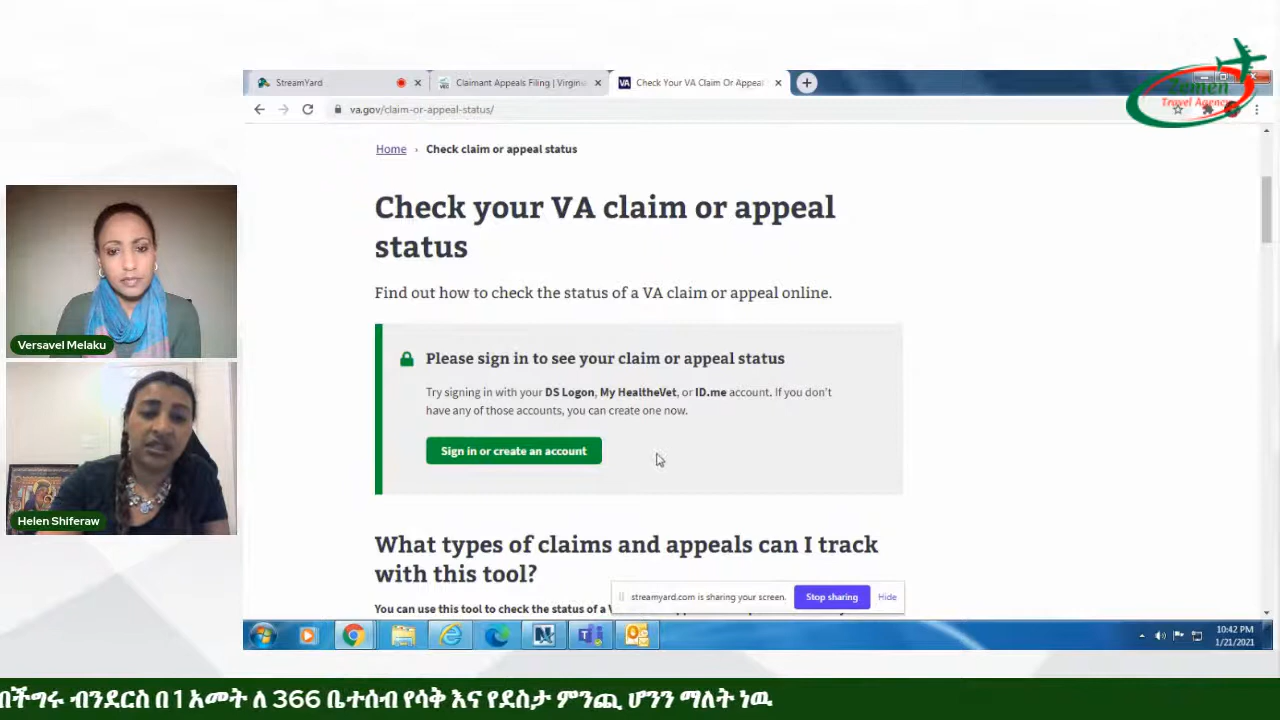 StreamYard
Claimant Appeals Filing | Virgini
Check Your VA Claim Or Appeal
va.gov/claim-or-appeal-status/
Zemen
Travel Agency
Home › Check claim or appeal status
Check your VA claim or appeal
status
Find out how to check the status of a VA claim or appeal online.
Please sign in to see your claim or appeal status
Try signing in with your DS Logon, My HealtheVet, or ID.me account. If you don't
have any of those accounts, you can create one now.
Sign in or create an account
What types of claims and appeals can I track
with this tool?
You can use this tool to check the status of a
streamyard.com is sharing your screen.
Stop sharing
Hide
Versavel Melaku
Helen Shiferaw
10:42 PM
1/21/2021
በችግሩ ብንደርስ በ 1 አመት ለ 366 ቤተሰብ የሳቅ እና የደስታ ምንጪ ሆንን ማለት ነዉ